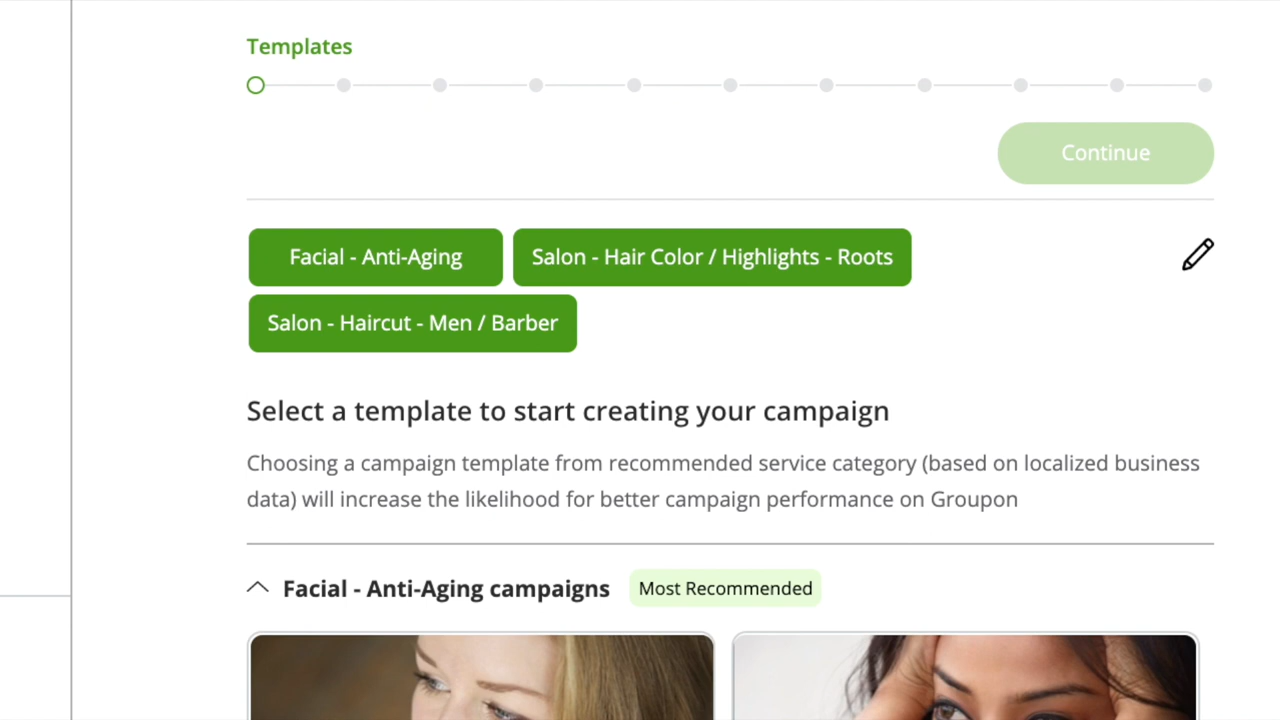 Templates
Continue
Facial - Anti-Aging
Salon - Hair Color / Highlights - Roots
Salon - Haircut - Men / Barber
Select a template to start creating your campaign
Choosing a campaign template from recommended service category (based on localized business
data) will increase the likelihood for better campaign performance on Groupon
Facial - Anti-Aging campaigns
Most Recommended